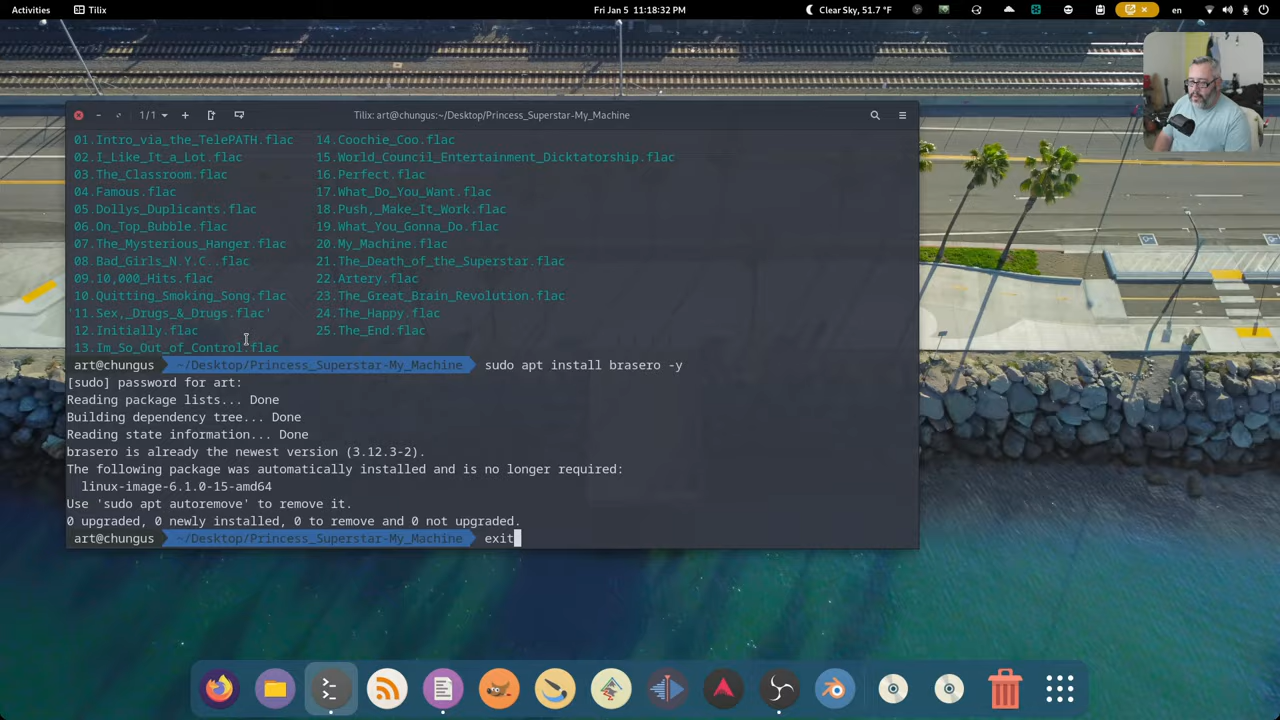 Activities Tilix Fri Jan 5 11:18:32 PM Clear Sky, 51.7 °F en
1/1 Tilix: art@chungus:~/Desktop/Princess_Superstar-My_Machine
01.Intro_via_the_TelePATH.flac 14.Coochie_Coo.flac
02.I_Like_It_a_Lot.flac 15.World_Council_Entertainment_Dicktatorship.flac
03.The_Classroom.flac 16.Perfect.flac
04.Famous.flac 17.What_Do_You_Want.flac
05.Dollys_Duplicants.flac 18.Push,_Make_It_Work.flac
06.On_Top_Bubble.flac 19.What_You_Gonna_Do.flac
07.The_Mysterious_Hanger.flac 20.My_Machine.flac
08.Bad_Girls_N.Y.C..flac 21.The_Death_of_the_Superstar.flac
09.10,000_Hits.flac 22.Artery.flac
10.Quitting_Smoking_Song.flac 23.The_Great_Brain_Revolution.flac
'11.Sex,_Drugs_&_Drugs.flac' 24.The_Happy.flac
12.Initially.flac 25.The_End.flac
13.Im_So_Out_of_Control.flac
art@chungus ~/Desktop/Princess_Superstar-My_Machine sudo apt install brasero -y
[sudo] password for art:
Reading package lists... Done
Building dependency tree... Done
Reading state information... Done
brasero is already the newest version (3.12.3-2).
The following package was automatically installed and is no longer required:
linux-image-6.1.0-15-amd64
Use 'sudo apt autoremove' to remove it.
0 upgraded, 0 newly installed, 0 to remove and 0 not upgraded.
art@chungus ~/Desktop/Princess_Superstar-My_Machine exit